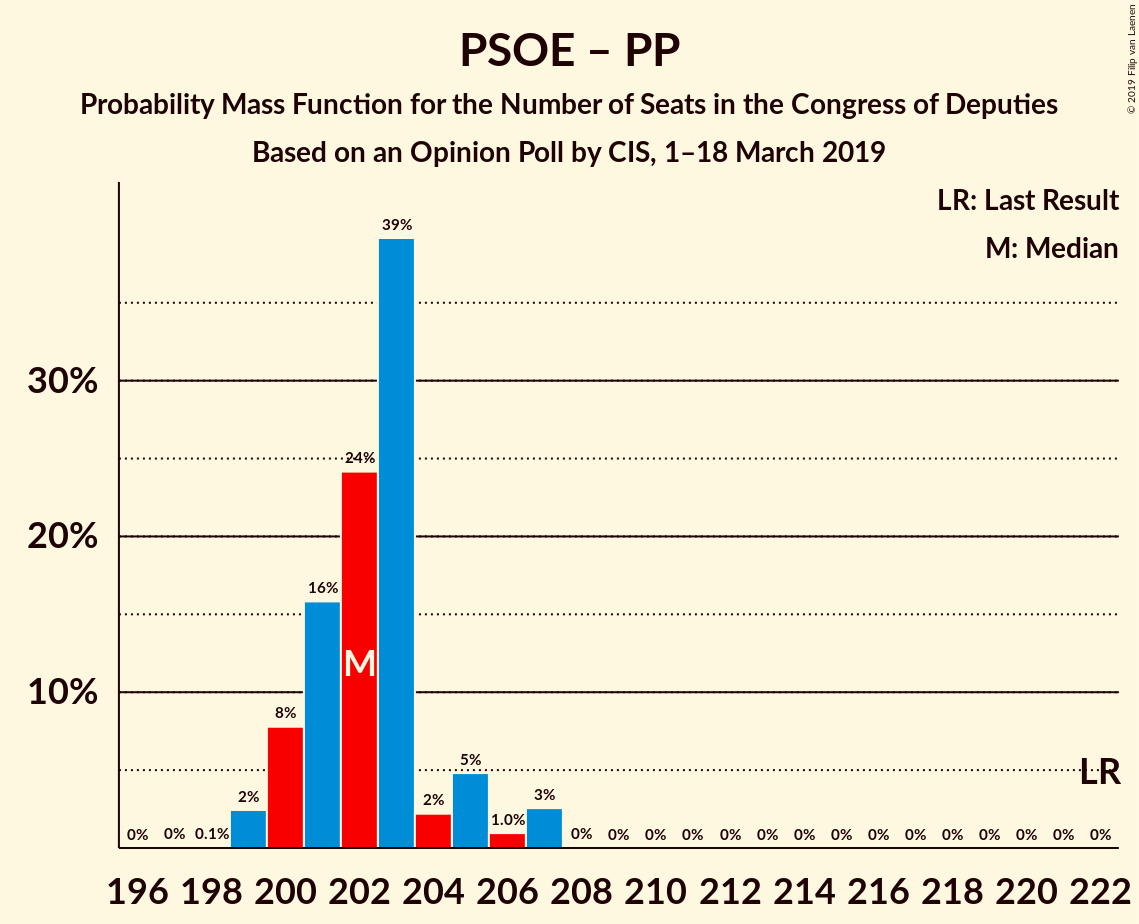 PSOE – PP
Probability Mass Function for the Number of Seats in the Congress of Deputies
Based on an Opinion Poll by CIS, 1–18 March 2019
© 2019 Filip van Laenen
LR: Last Result
M: Median
39%
30%
24%
20%
16%
M
10%
8%
5%
LR
2%
2%
3%
1.0%
0% 0% 0.1% 0% 0% 0% 0% 0% 0% 0% 0% 0% 0% 0% 0% 0% 0% 0%
196 198 200 202 204 206 208 210 212 214 216 218 220 222